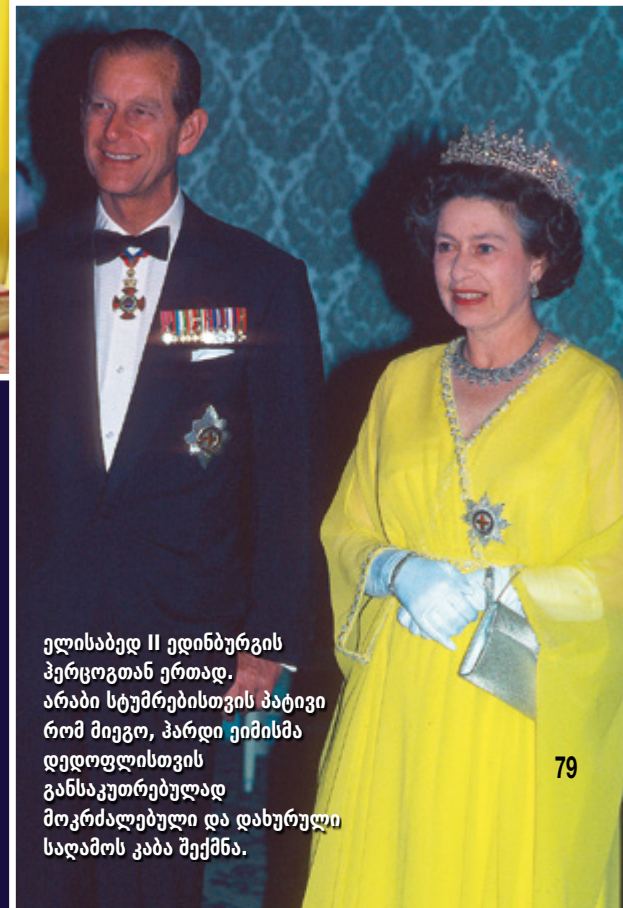 ელისაბედ II ედინბურგის
ჰერცოგთან ერთად.
არაბი სტუმრებისთვის პატივი
რომ მიეგო, ჰარდი ეიმისმა
დედოფლისთვის
განსაკუთრებულად
მოკრძალებული და დახურული
საღამოს კაბა შექმნა.
79